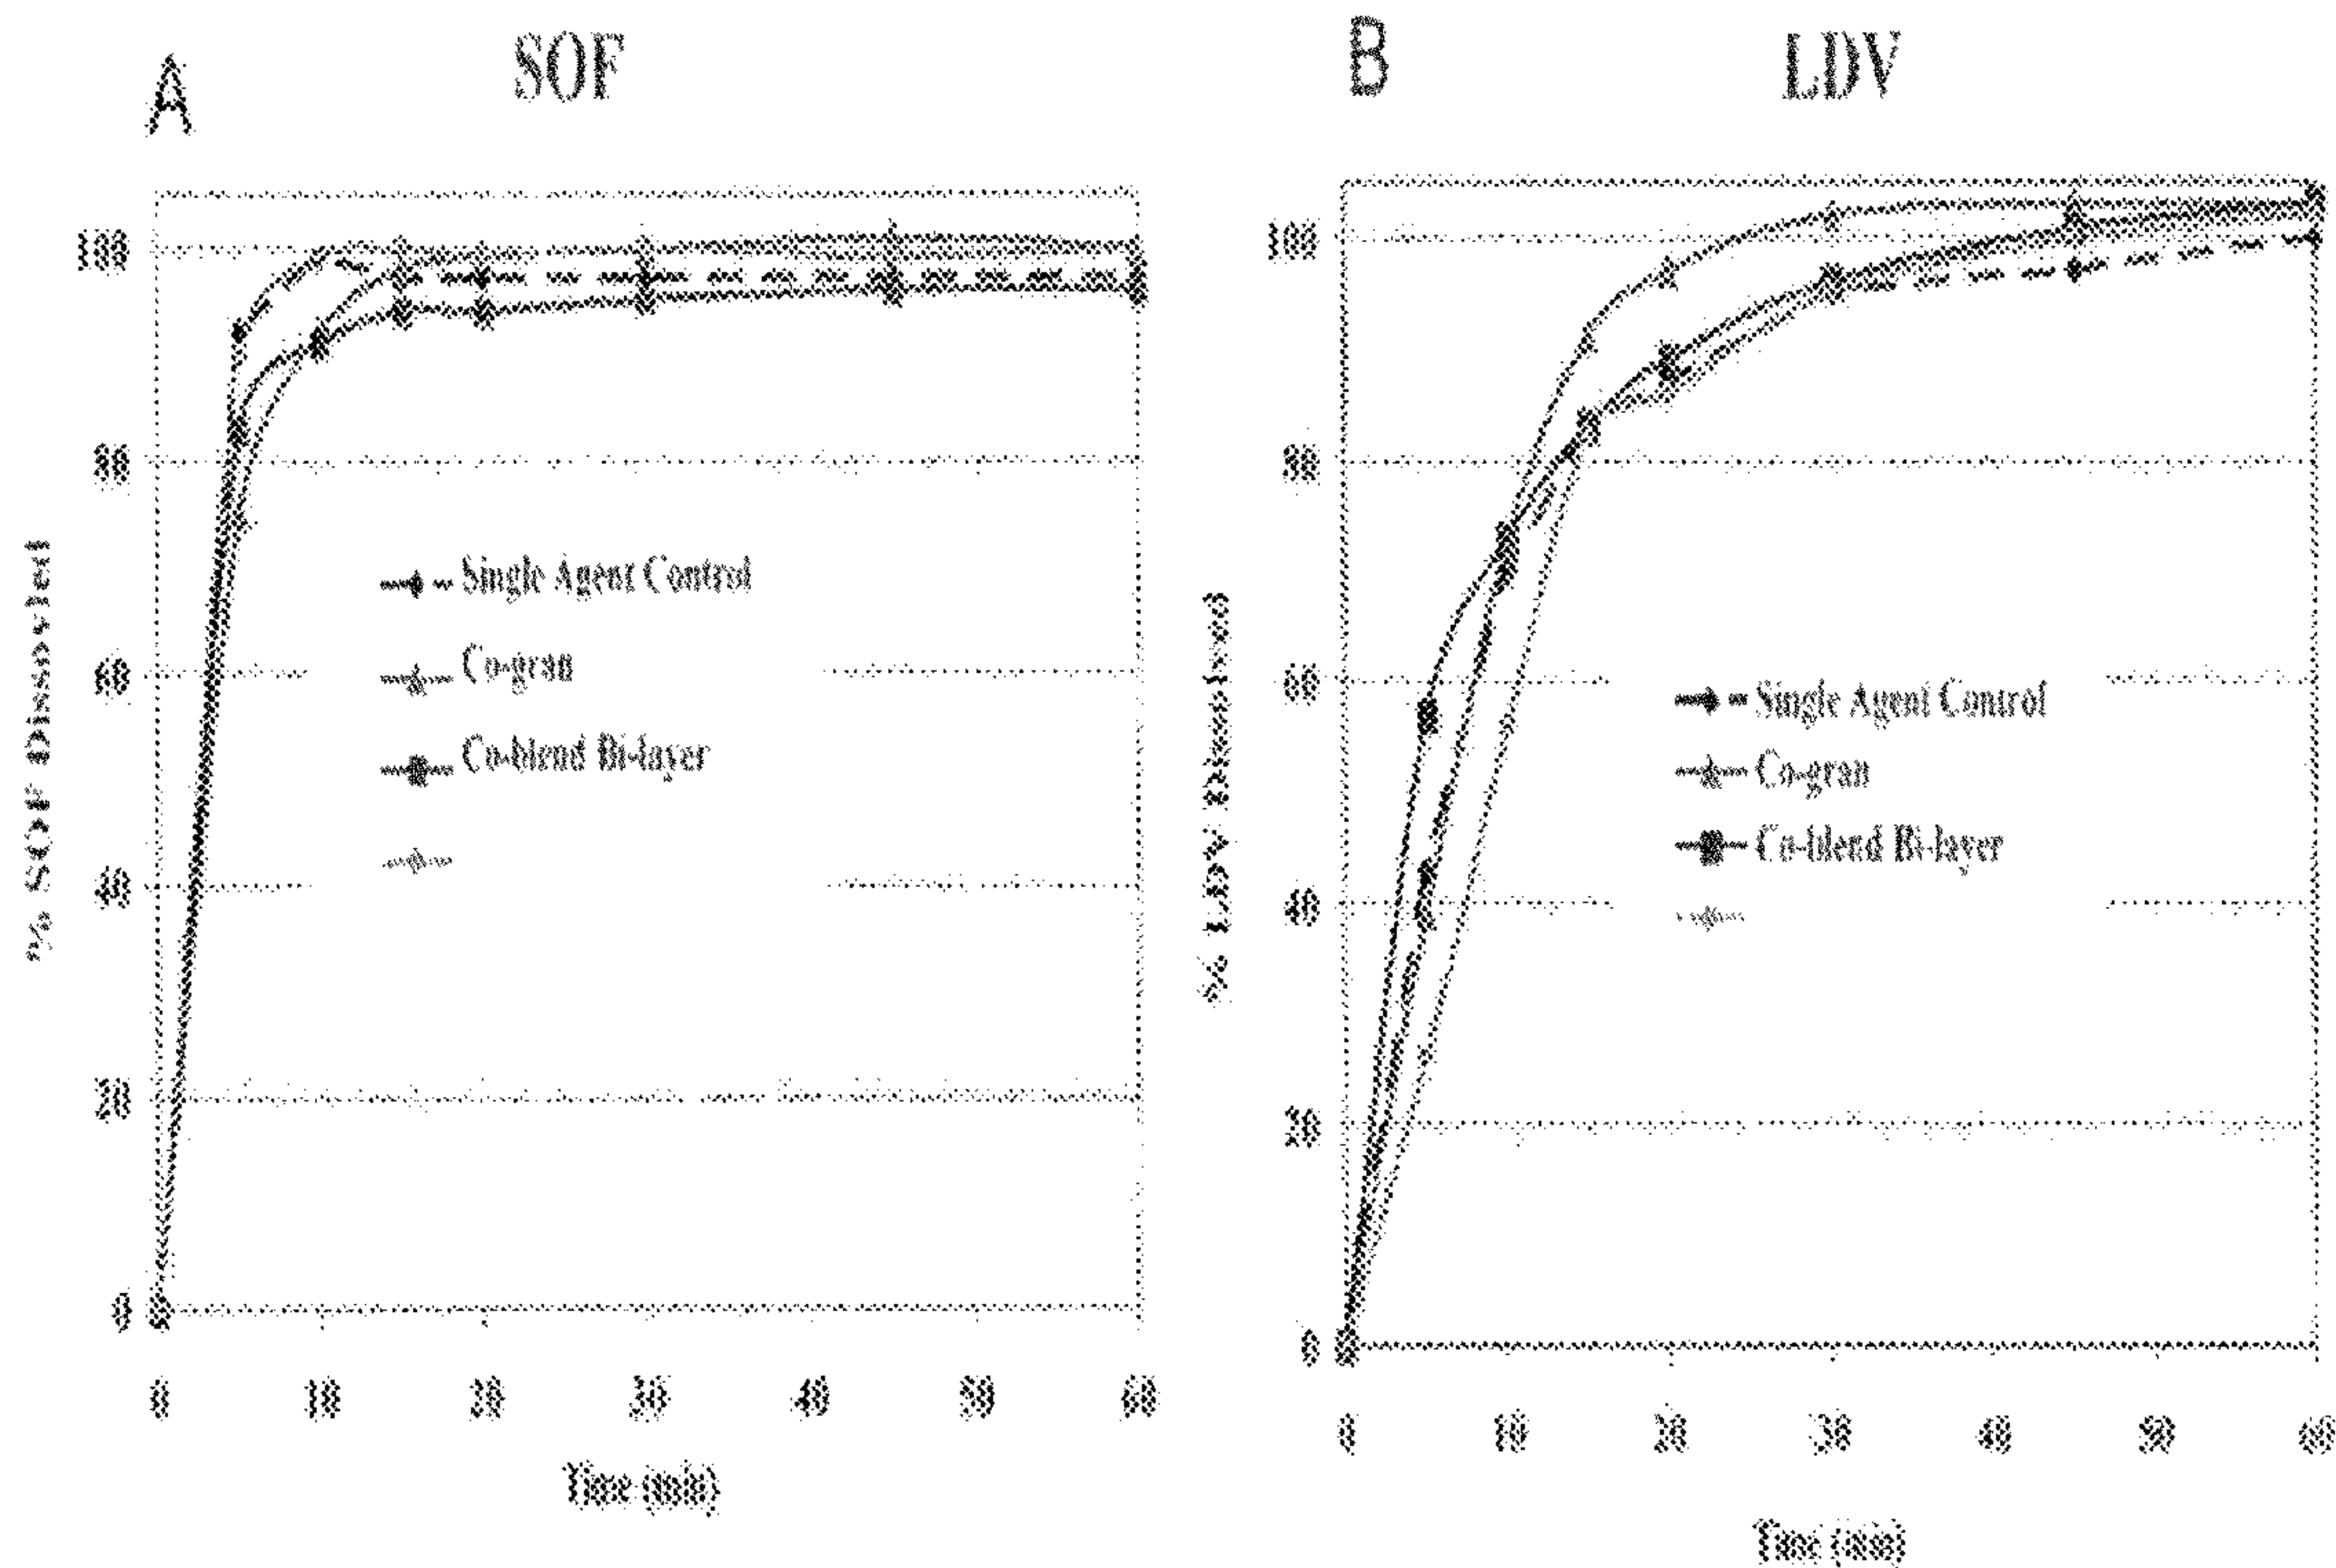 A
SOF
% SOF Dissovled
100
80
60
40
20
0
Single Agent Control
Co-gran
Co-blend Bi-layer
0 10 20 30 40 50 60
Time (min)
B
LDV
% LDV Dissolved
100
80
60
40
20
0
Single Agent Control
Co-gran
Co-blend Bi-layer
0 10 20 30 40 50 60
Time (min)